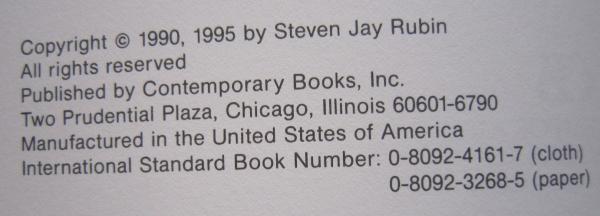 Copyright © 1990, 1995 by Steven Jay Rubin
All rights reserved
Published by Contemporary Books, Inc.
Two Prudential Plaza, Chicago, Illinois 60601-6790
Manufactured in the United States of America
International Standard Book Number: 0-8092-4161-7 (cloth)
0-8092-3268-5 (paper)